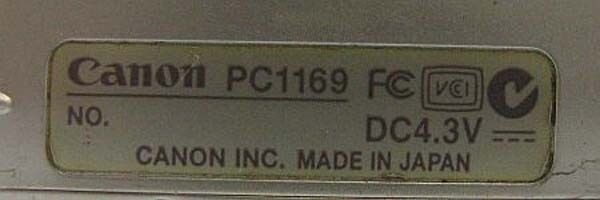 Canon PC1169 FC VCI
NO. DC4.3V
CANON INC. MADE IN JAPAN